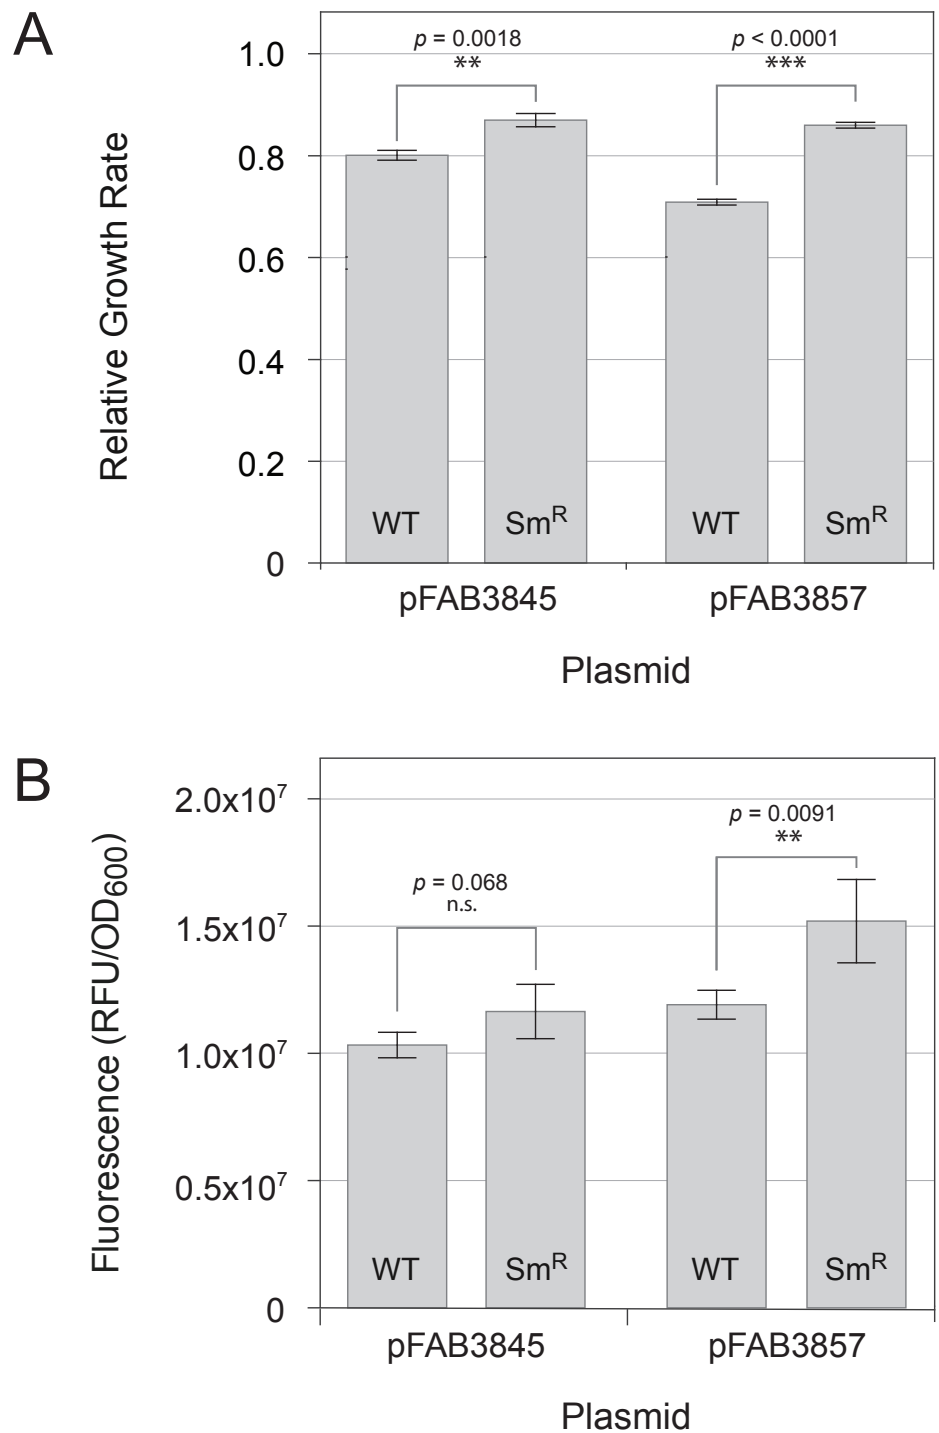 A
p = 0.0018
**
p < 0.0001
***
1.0
0.8
0.6
0.4
0.2
0
Relative Growth Rate
WT
Smᴿ
WT
Smᴿ
pFAB3845
pFAB3857
Plasmid
B
2.0x10⁷
1.5x10⁷
1.0x10⁷
0.5x10⁷
0
Fluorescence (RFU/OD₆₀₀)
p = 0.068
n.s.
p = 0.0091
**
WT
Smᴿ
WT
Smᴿ
pFAB3845
pFAB3857
Plasmid